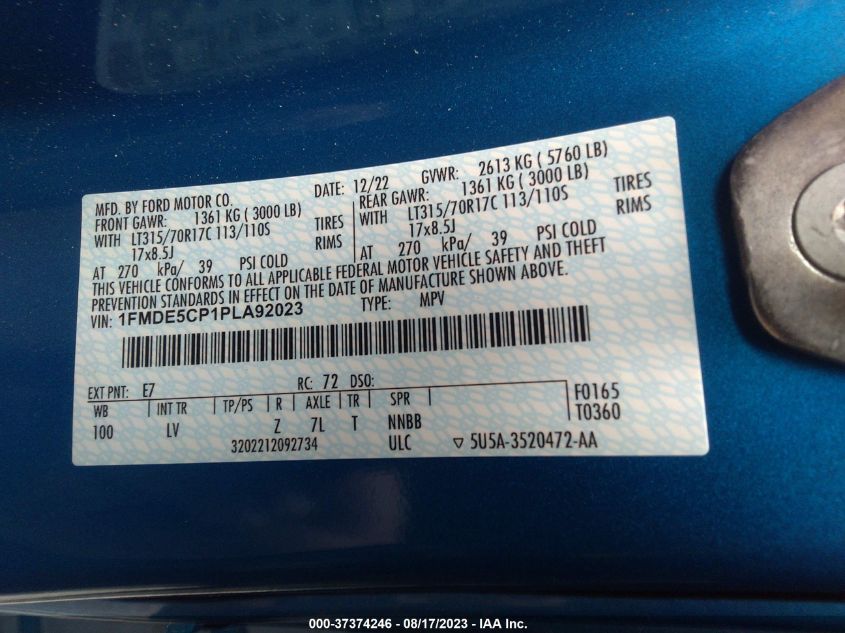 MFD. BY FORD MOTOR CO.
DATE: 12/22 GVWR: 2613 KG ( 5760 LB)
FRONT GAWR: 1361 KG ( 3000 LB) REAR GAWR: 1361 KG ( 3000 LB)
WITH LT315/70R17C 113/110S TIRES WITH LT315/70R17C 113/110S TIRES
17x8.5J RIMS 17x8.5J RIMS
AT 270 kPa/ 39 PSI COLD AT 270 kPa/ 39 PSI COLD
THIS VEHICLE CONFORMS TO ALL APPLICABLE FEDERAL MOTOR VEHICLE SAFETY AND THEFT
PREVENTION STANDARDS IN EFFECT ON THE DATE OF MANUFACTURE SHOWN ABOVE.
VIN: 1FMDE5CP1PLA92023 TYPE: MPV
EXT PNT: E7 RC: 72 DSO: F0165
WB INT TR TP/PS R AXLE TR SPR T0360
100 LV Z 7L T NNBB
3202212092734 ULC ▽ 5U5A-3520472-AA
000-37374246 - 08/17/2023 - IAA Inc.